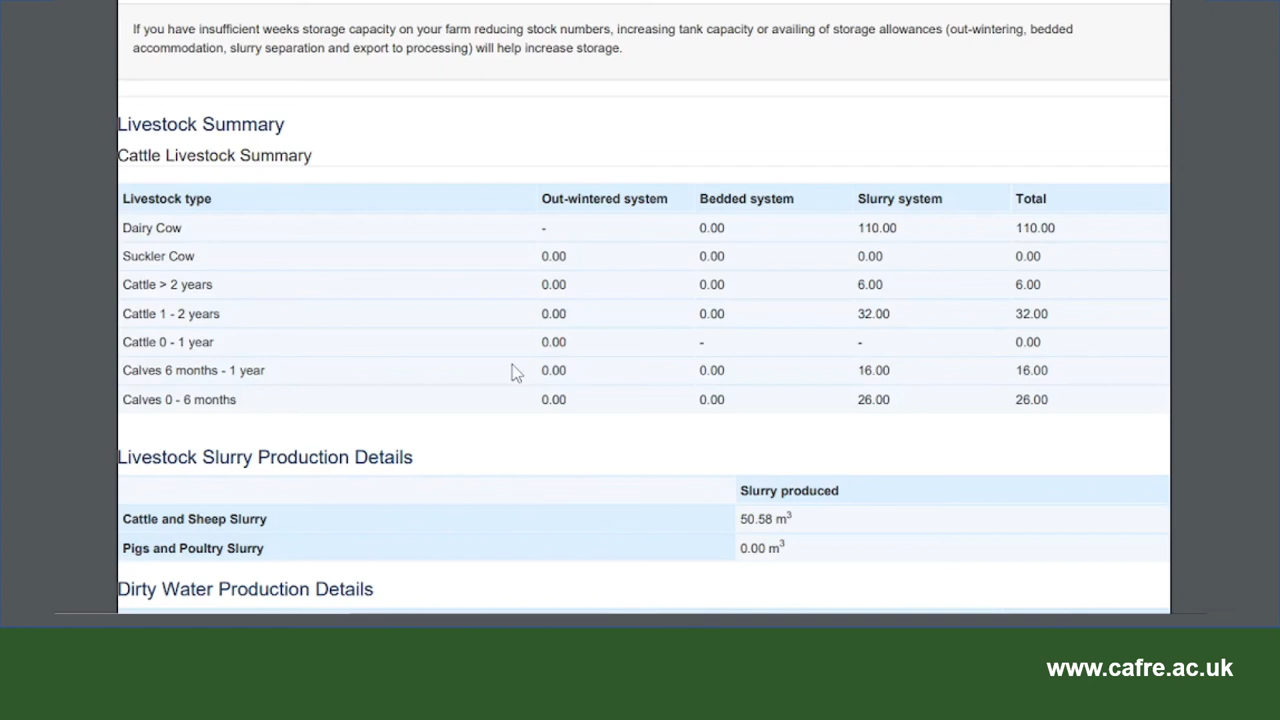 If you have insufficient weeks storage capacity on your farm reducing stock numbers, increasing tank capacity or availing of storage allowances (out-wintering, bedded
accommodation, slurry separation and export to processing) will help increase storage.
Livestock Summary
Cattle Livestock Summary
Livestock type Out-wintered system Bedded system Slurry system Total
Dairy Cow - 0.00 110.00 110.00
Suckler Cow 0.00 0.00 0.00 0.00
Cattle > 2 years 0.00 0.00 6.00 6.00
Cattle 1 - 2 years 0.00 0.00 32.00 32.00
Cattle 0 - 1 year 0.00 - - 0.00
Calves 6 months - 1 year 0.00 0.00 16.00 16.00
Calves 0 - 6 months 0.00 0.00 26.00 26.00
Livestock Slurry Production Details
Slurry produced
Cattle and Sheep Slurry 50.58 m³
Pigs and Poultry Slurry 0.00 m³
Dirty Water Production Details
www.cafre.ac.uk